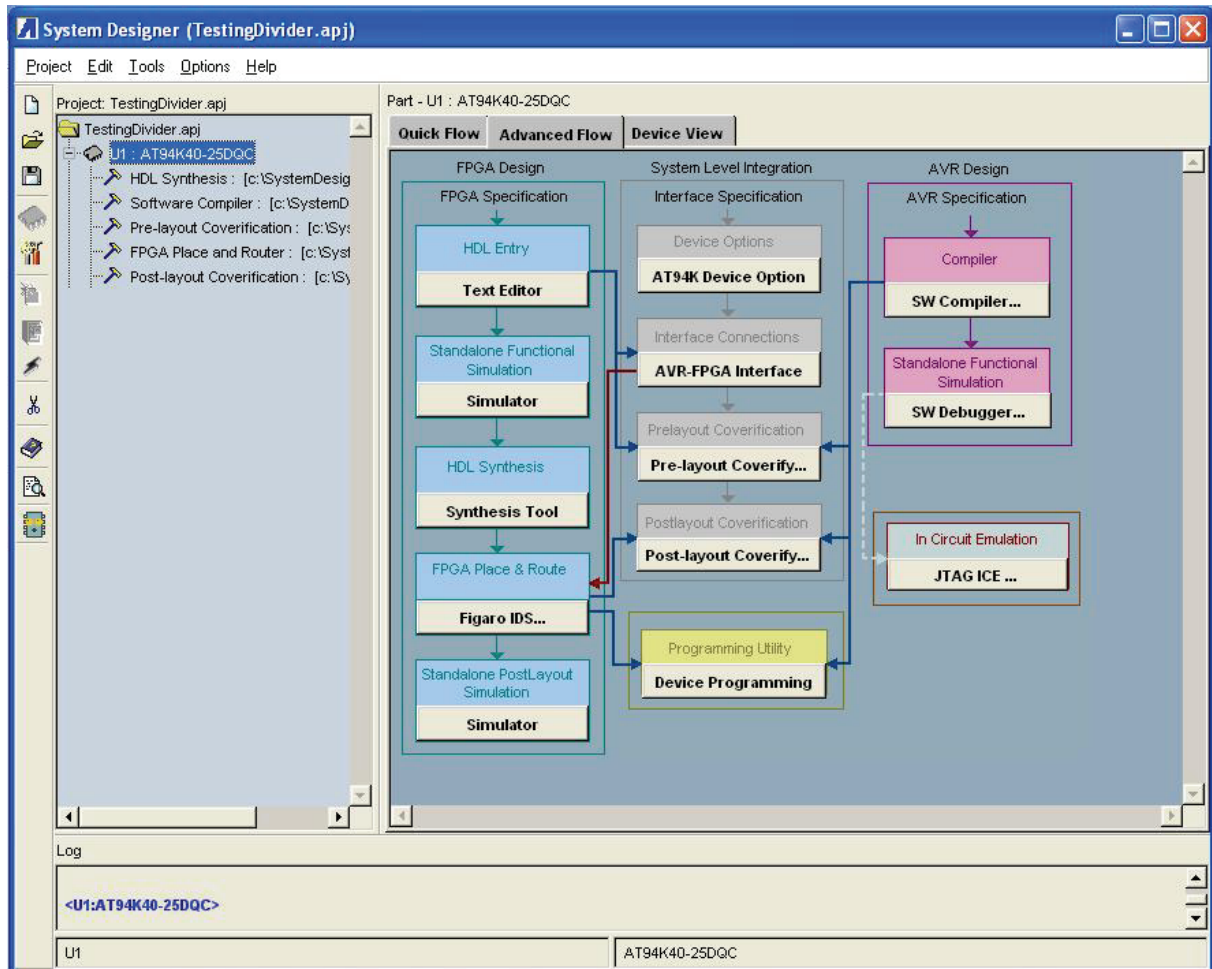 System Designer (TestingDivider.apj)
Project Edit Tools Options Help
Project: TestingDivider.apj
TestingDivider.apj
U1 : AT94K40-25DQC
HDL Synthesis : [c:\SystemDesig
Software Compiler : [c:\SystemD
Pre-layout Coverification : [c:\Sys
FPGA Place and Router : [c:\Syst
Post-layout Coverification : [c:\Sy
Part - U1 : AT94K40-25DQC
Quick Flow Advanced Flow Device View
FPGA Design
FPGA Specification
HDL Entry
Text Editor
Standalone Functional
Simulation
Simulator
HDL Synthesis
Synthesis Tool
FPGA Place & Route
Figaro IDS...
Standalone PostLayout
Simulation
Simulator
System Level Integration
Interface Specification
Device Options
AT94K Device Option
Interface Connections
AVR-FPGA Interface
Prelayout Coverification
Pre-layout Coverify...
Postlayout Coverification
Post-layout Coverify...
Programming Utility
Device Programming
AVR Design
AVR Specification
Compiler
SW Compiler...
Standalone Functional
Simulation
SW Debugger...
In Circuit Emulation
JTAG ICE ...
Log
<U1:AT94K40-25DQC>
U1
AT94K40-25DQC